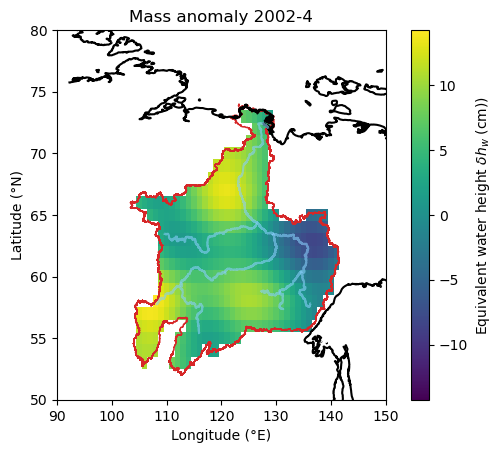 Mass anomaly 2002-4
80
75
70
65
60
55
50
Latitude (°N)
90 100 110 120 130 140 150
Longitude (°E)
10
5
0
−5
−10
Equivalent water height δh_w (cm))